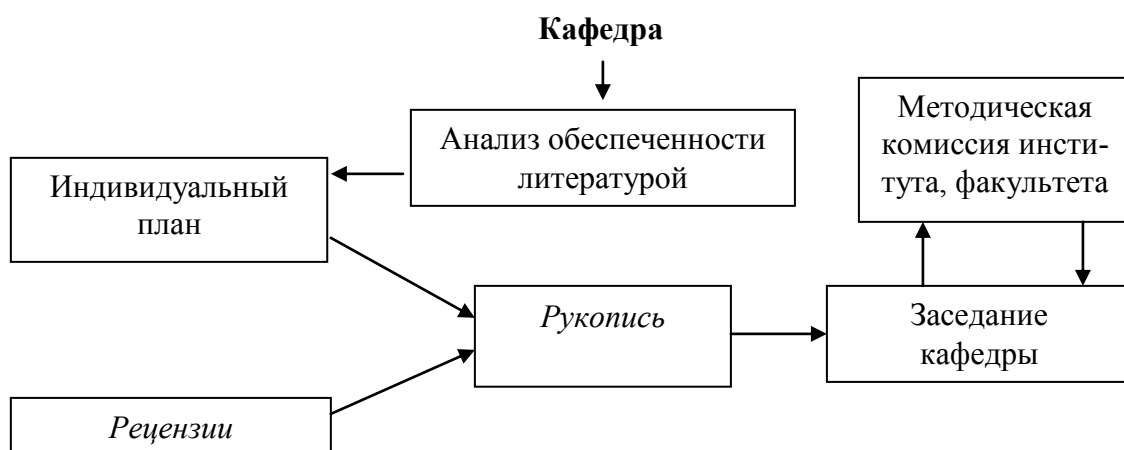 Кафедра
Анализ обеспеченности
литературой
Методическая
комиссия инсти-
тута, факультета
Индивидуальный
план
Рукопись
Заседание
кафедры
Рецензии